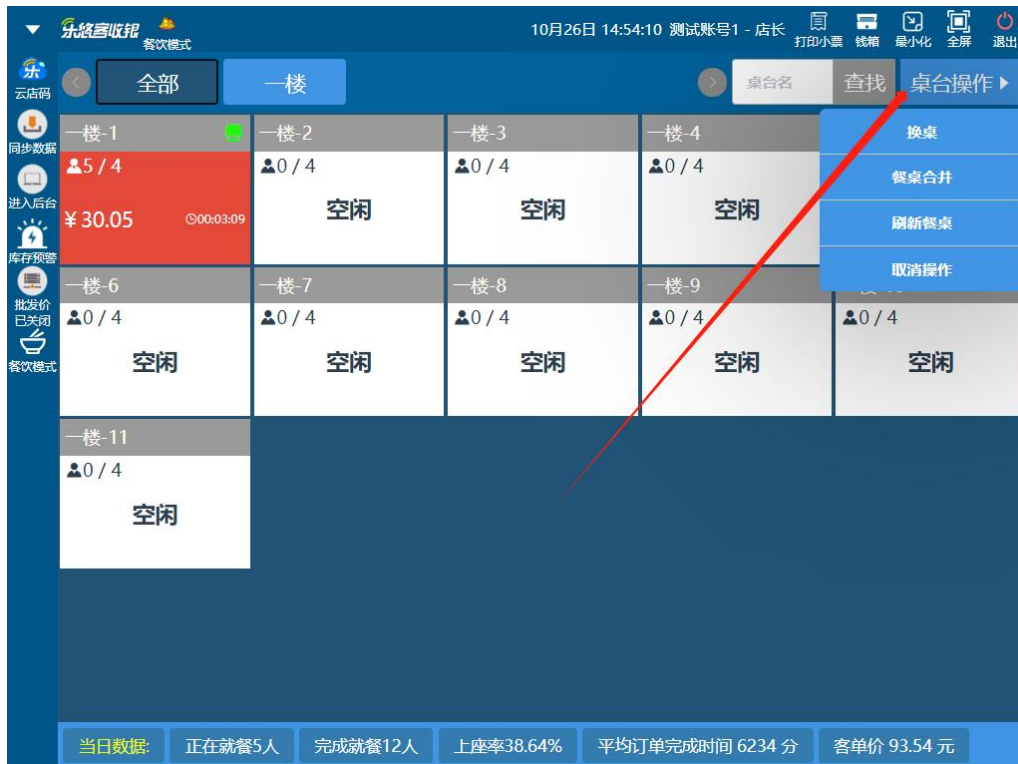 乐络客收银
餐饮模式
10月26日 14:54:10 测试账号1 - 店长
打印小票 钱箱 最小化 全屏 退出
云店码
同步数据
进入后台
库存预警
批发价
已关闭
餐饮模式
全部 一楼 桌台名 查找 桌台操作
换桌
餐桌合并
刷新餐桌
取消操作
一楼-1 一楼-2 一楼-3 一楼-4
5 / 4 0 / 4 0 / 4 0 / 4
¥ 30.05 00:03:09 空闲 空闲 空闲
一楼-6 一楼-7 一楼-8 一楼-9
0 / 4 0 / 4 0 / 4 0 / 4 0 / 4
空闲 空闲 空闲 空闲 空闲
一楼-11
0 / 4
空闲
当日数据: 正在就餐5人 完成就餐12人 上座率38.64% 平均订单完成时间 6234 分 客单价 93.54 元